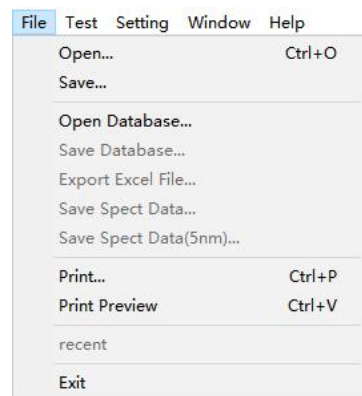 File Test Setting Window Help
Open... Ctrl+O
Save...
Open Database...
Save Database...
Export Excel File...
Save Spect Data...
Save Spect Data(5nm)...
Print... Ctrl+P
Print Preview Ctrl+V
recent
Exit